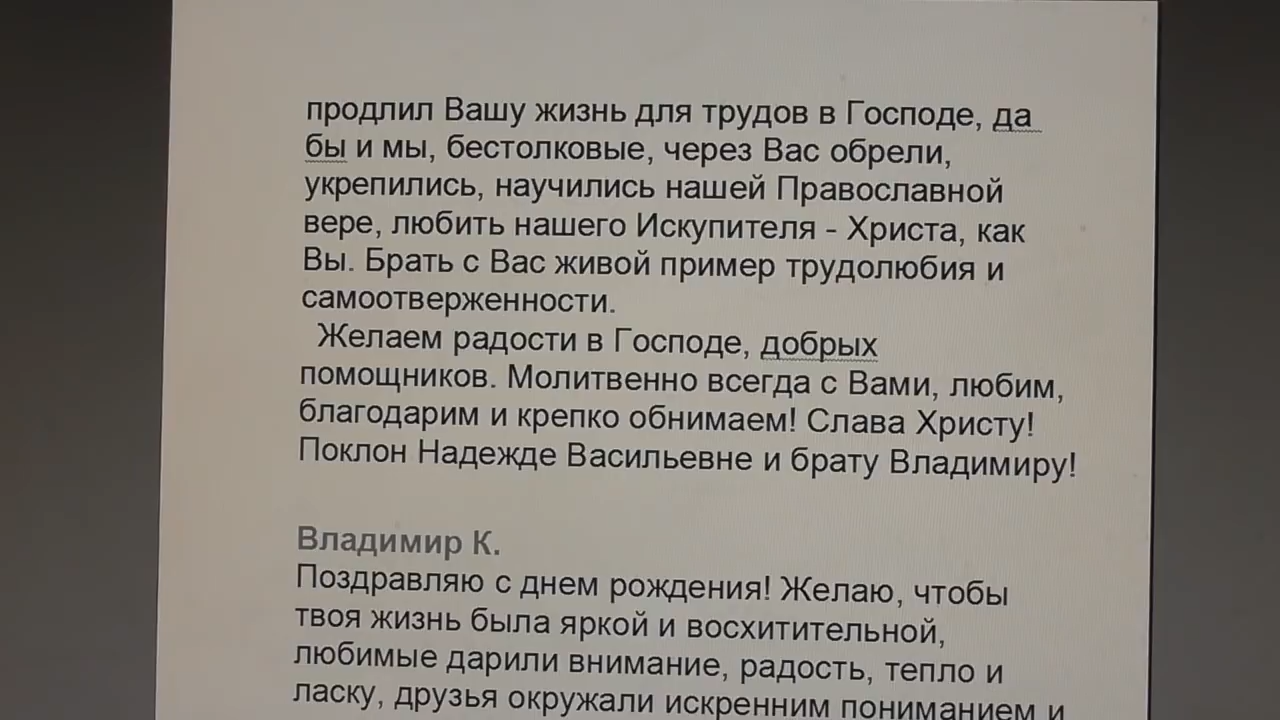 продлил Вашу жизнь для трудов в Господе, да
бы и мы, бестолковые, через Вас обрели,
укрепились, научились нашей Православной
вере, любить нашего Искупителя - Христа, как
Вы. Брать с Вас живой пример трудолюбия и
самоотверженности.
Желаем радости в Господе, добрых
помощников. Молитвенно всегда с Вами, любим,
благодарим и крепко обнимаем! Слава Христу!
Поклон Надежде Васильевне и брату Владимиру!
Владимир К.
Поздравляю с днем рождения! Желаю, чтобы
твоя жизнь была яркой и восхитительной,
любимые дарили внимание, радость, тепло и
ласку, друзья окружали искренним пониманием и